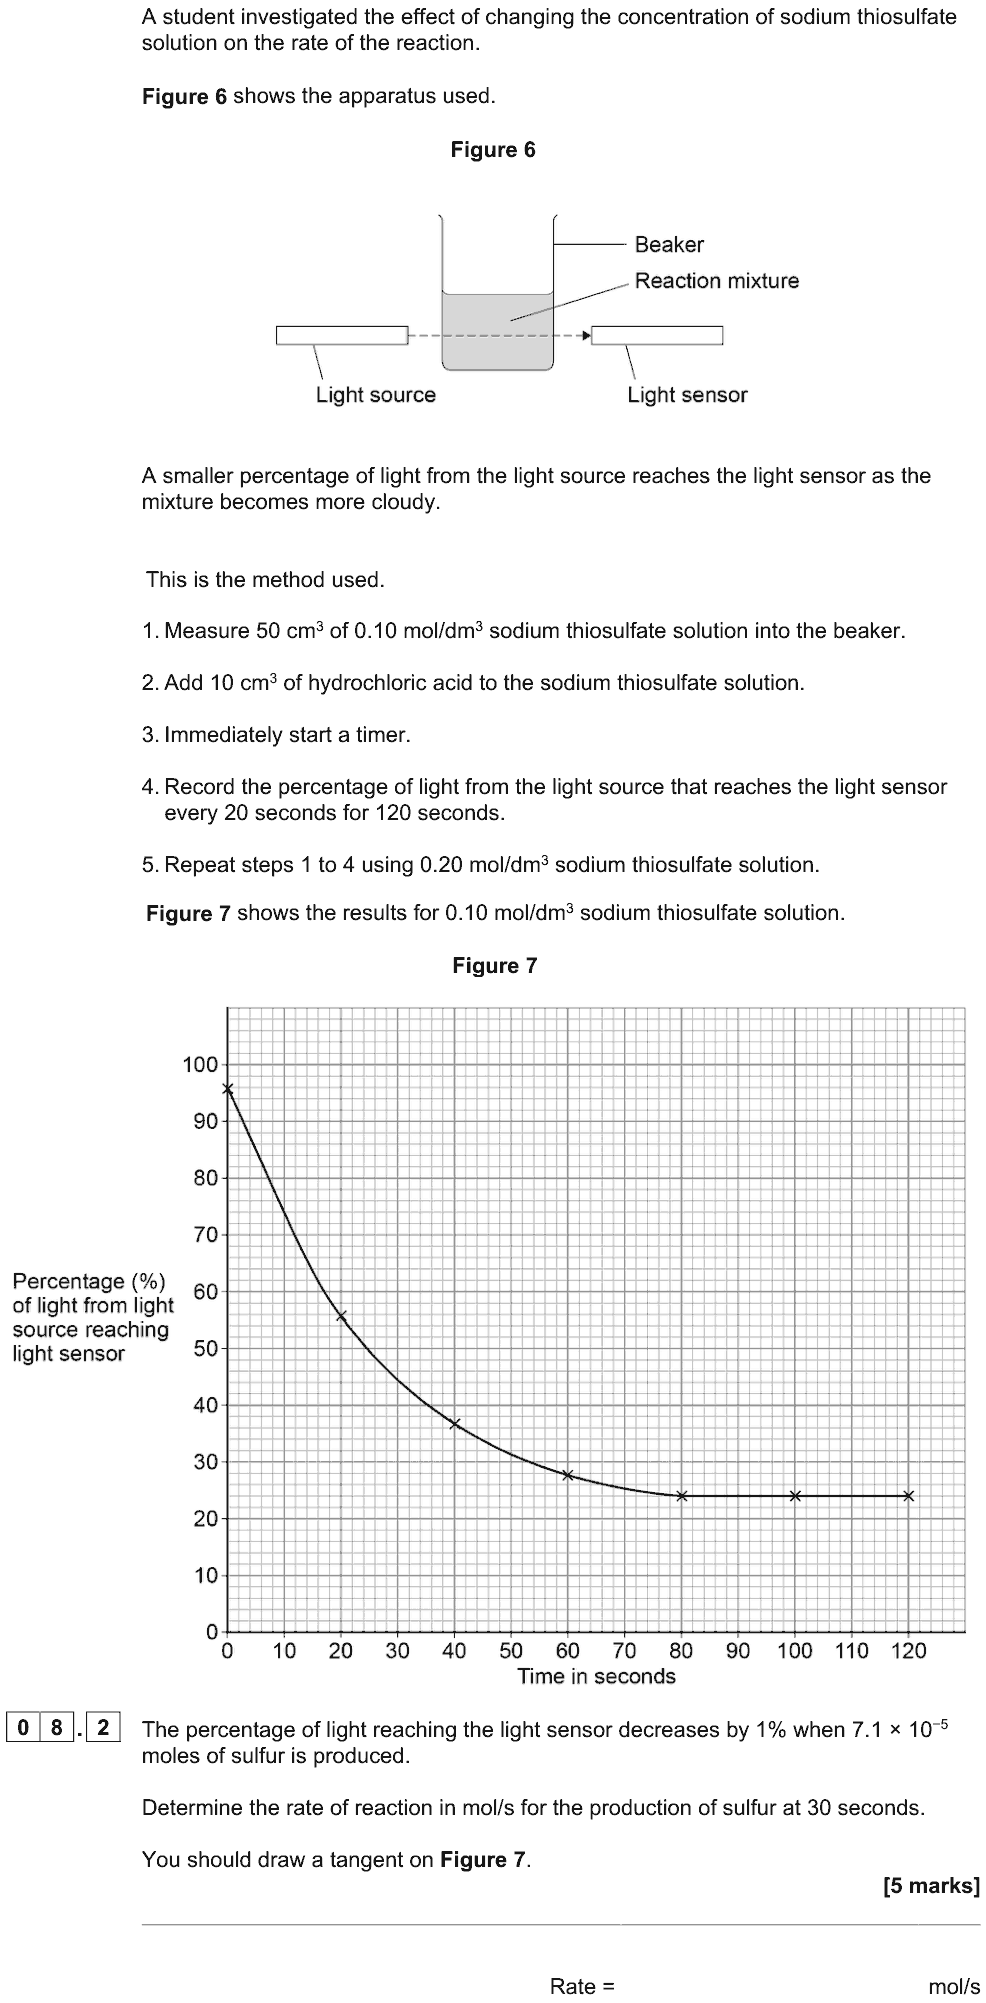 A student investigated the effect of changing the concentration of sodium thiosulfate
solution on the rate of the reaction.
Figure 6 shows the apparatus used.
Figure 6
Beaker
Reaction mixture
Light source
Light sensor
A smaller percentage of light from the light source reaches the light sensor as the
mixture becomes more cloudy.
This is the method used.
1. Measure 50 cm³ of 0.10 mol/dm³ sodium thiosulfate solution into the beaker.
2. Add 10 cm³ of hydrochloric acid to the sodium thiosulfate solution.
3. Immediately start a timer.
4. Record the percentage of light from the light source that reaches the light sensor
every 20 seconds for 120 seconds.
5. Repeat steps 1 to 4 using 0.20 mol/dm³ sodium thiosulfate solution.
Figure 7 shows the results for 0.10 mol/dm³ sodium thiosulfate solution.
Figure 7
100
90
80
70
60
50
40
30
20
10
0
Percentage (%)
of light from light
source reaching
light sensor
0 10 20 30 40 50 60 70 80 90 100 110 120
Time in seconds
0 8 . 2
The percentage of light reaching the light sensor decreases by 1% when 7.1 × 10⁻⁵
moles of sulfur is produced.
Determine the rate of reaction in mol/s for the production of sulfur at 30 seconds.
You should draw a tangent on Figure 7.
[5 marks]
Rate = mol/s